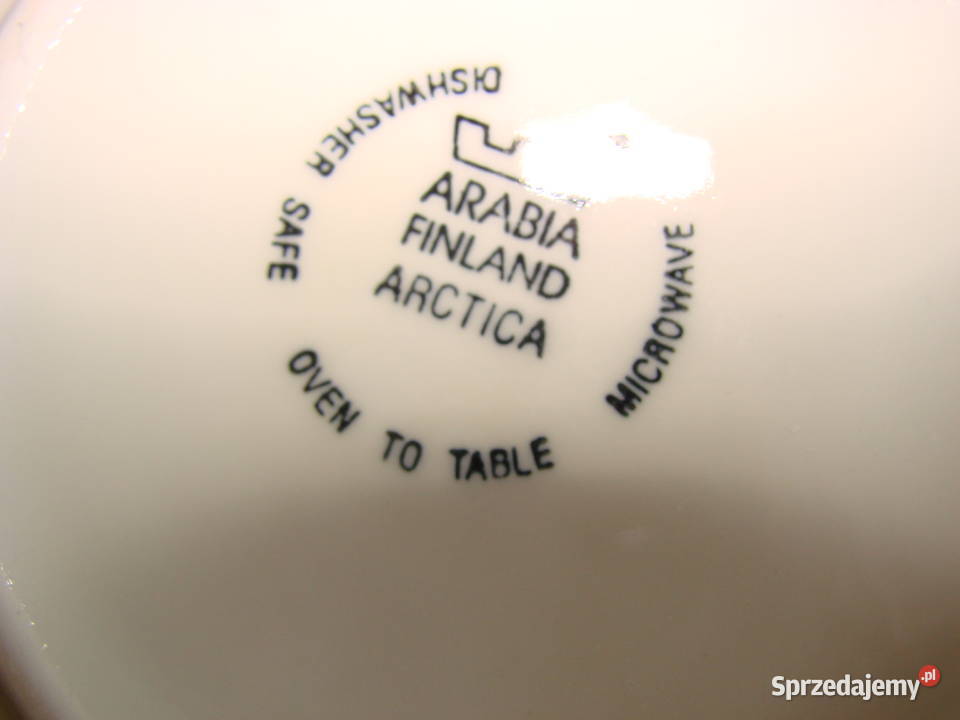 ARABIA
FINLAND
ARCTICA
DISHWASHER SAFE
OVEN TO TABLE
MICROWAVE
Sprzedajemy.pl